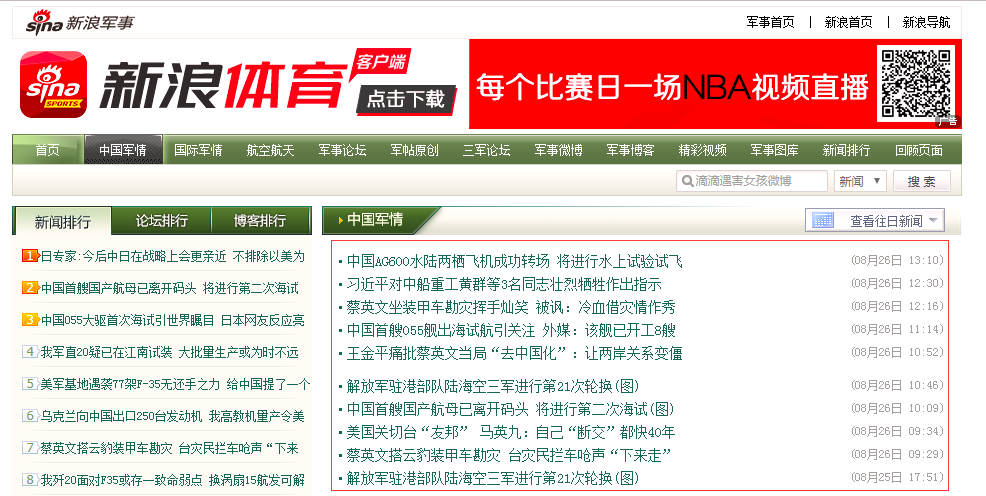 sina 新浪军事
军事首页 | 新浪首页 | 新浪导航
sina SPORTS
新浪体育 客户端 点击下载
每个比赛日一场NBA视频直播
广告
首页 中国军情 国际军情 航空航天 军事论坛 军帖原创 三军论坛 军事微博 军事博客 精彩视频 军事图库 新闻排行 回顾页面
滴滴遇害女孩微博 新闻 搜 索
新闻排行 论坛排行 博客排行
1 日专家:今后中日在战略上会更亲近 不排除以美为
2 中国首艘国产航母已离开码头 将进行第二次海试
3 中国055大驱首次海试引世界瞩目 日本网友反应亮
4 我军直20疑已在江南试装 大批量生产或为时不远
5 美军基地遇袭77架F-35无还手之力 给中国提了一个
6 乌克兰向中国出口250台发动机 我高教机量产令美
7 蔡英文搭云豹装甲车勘灾 台灾民拦车呛声“下来
8 我歼20面对F35或存一致命弱点 换涡扇15航发可解
中国军情 查看往日新闻
中国AG600水陆两栖飞机成功转场 将进行水上试验试飞 (08月26日 13:10)
习近平对中船重工黄群等3名同志壮烈牺牲作出指示 (08月26日 12:30)
蔡英文坐装甲车勘灾挥手灿笑 被讽：冷血借灾情作秀 (08月26日 12:16)
中国首艘055舰出海试航引关注 外媒：该舰已开工8艘 (08月26日 11:14)
王金平痛批蔡英文当局“去中国化”：让两岸关系变僵 (08月26日 10:52)
解放军驻港部队陆海空三军进行第21次轮换(图) (08月26日 10:46)
中国首艘国产航母已离开码头 将进行第二次海试(图) (08月26日 10:09)
美国关切台“友邦” 马英九：自己“断交”都快40年 (08月26日 09:34)
蔡英文搭云豹装甲车勘灾 台灾民拦车呛声“下来走” (08月26日 09:29)
解放军驻港部队陆海空三军进行第21次轮换(图) (08月25日 17:51)